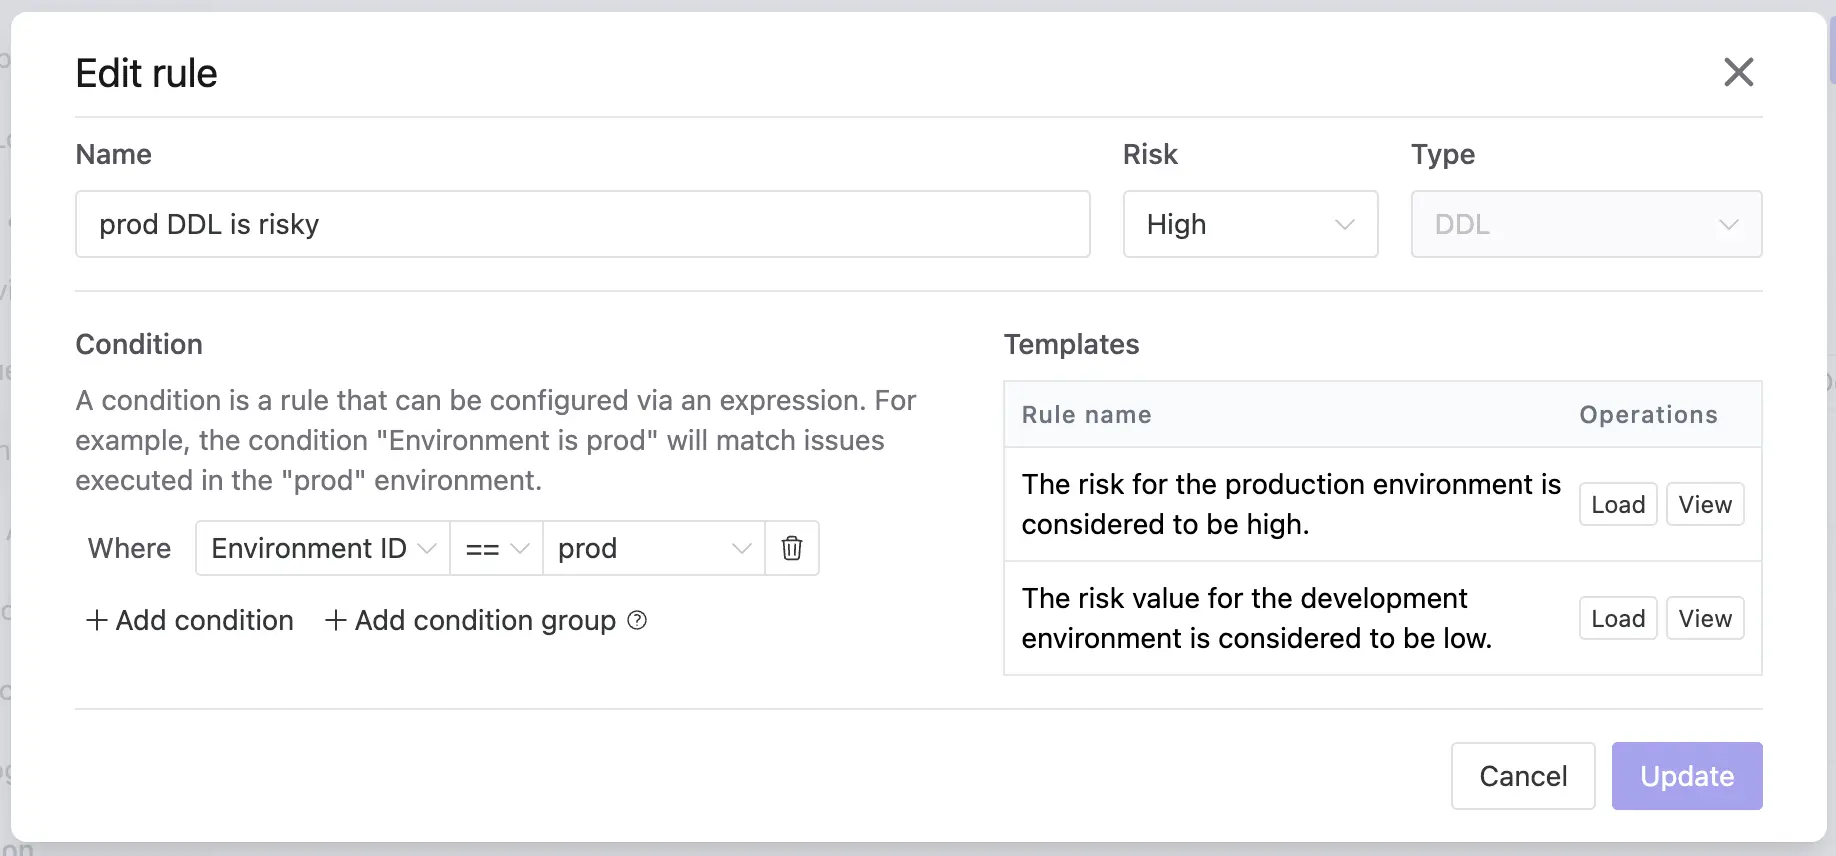 Edit rule
Name
Risk
Type
prod DDL is risky
High
DDL
Condition
Templates
A condition is a rule that can be configured via an expression. For
example, the condition "Environment is prod" will match issues
executed in the "prod" environment.
Where Environment ID == prod
+ Add condition + Add condition group ?
Rule name Operations
The risk for the production environment is
considered to be high.
Load View
The risk value for the development
environment is considered to be low.
Load View
Cancel Update